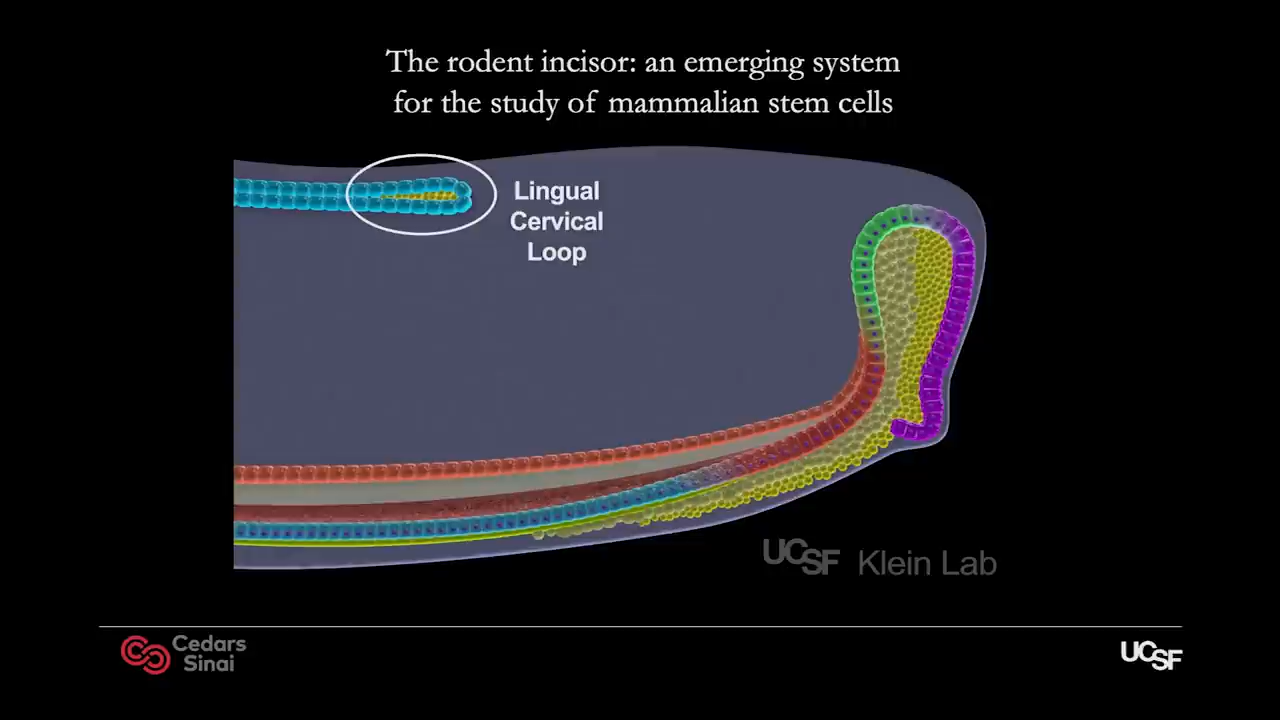 The rodent incisor: an emerging system
for the study of mammalian stem cells
Lingual
Cervical
Loop
UCSF Klein Lab
Cedars
Sinai
UCSF